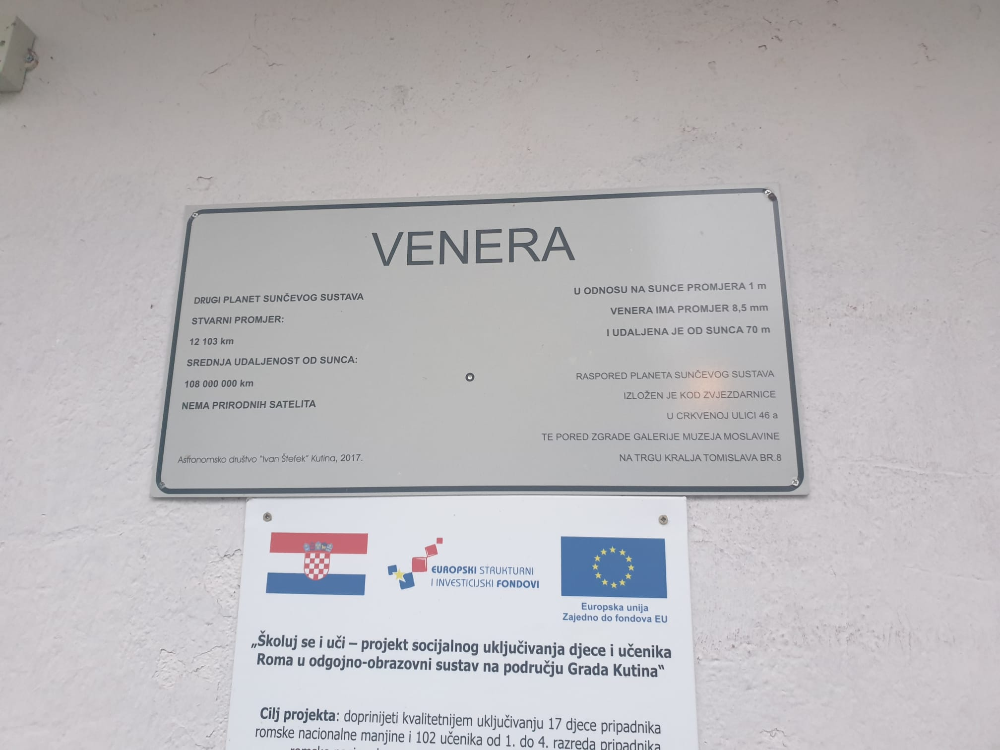 VENERA
DRUGI PLANET SUNČEVOG SUSTAVA
STVARNI PROMJER:
12 103 km
SREDNJA UDALJENOST OD SUNCA:
108 000 000 km
NEMA PRIRODNIH SATELITA
Astronomsko društvo "Ivan Štefek" Kutina, 2017.
U ODNOSU NA SUNCE PROMJERA 1 m
VENERA IMA PROMJER 8,5 mm
I UDALJENA JE OD SUNCA 70 m
RASPORED PLANETA SUNČEVOG SUSTAVA
IZLOŽEN JE KOD ZVJEZDARNICE
U CRKVENOJ ULICI 46 a
TE PORED ZGRADE GALERIJE MUZEJA MOSLAVINE
NA TRGU KRALJA TOMISLAVA BR.8
EUROPSKI STRUKTURNI
I INVESTICIJSKI FONDOVI
Europska unija
Zajedno do fondova EU
„Školuj se i uči – projekt socijalnog uključivanja djece i učenika
Roma u odgojno-obrazovni sustav na području Grada Kutina“
Cilj projekta: doprinijeti kvalitetnijem uključivanju 17 djece pripadnika
romske nacionalne manjine i 102 učenika od 1. do 4. razreda pripadnika